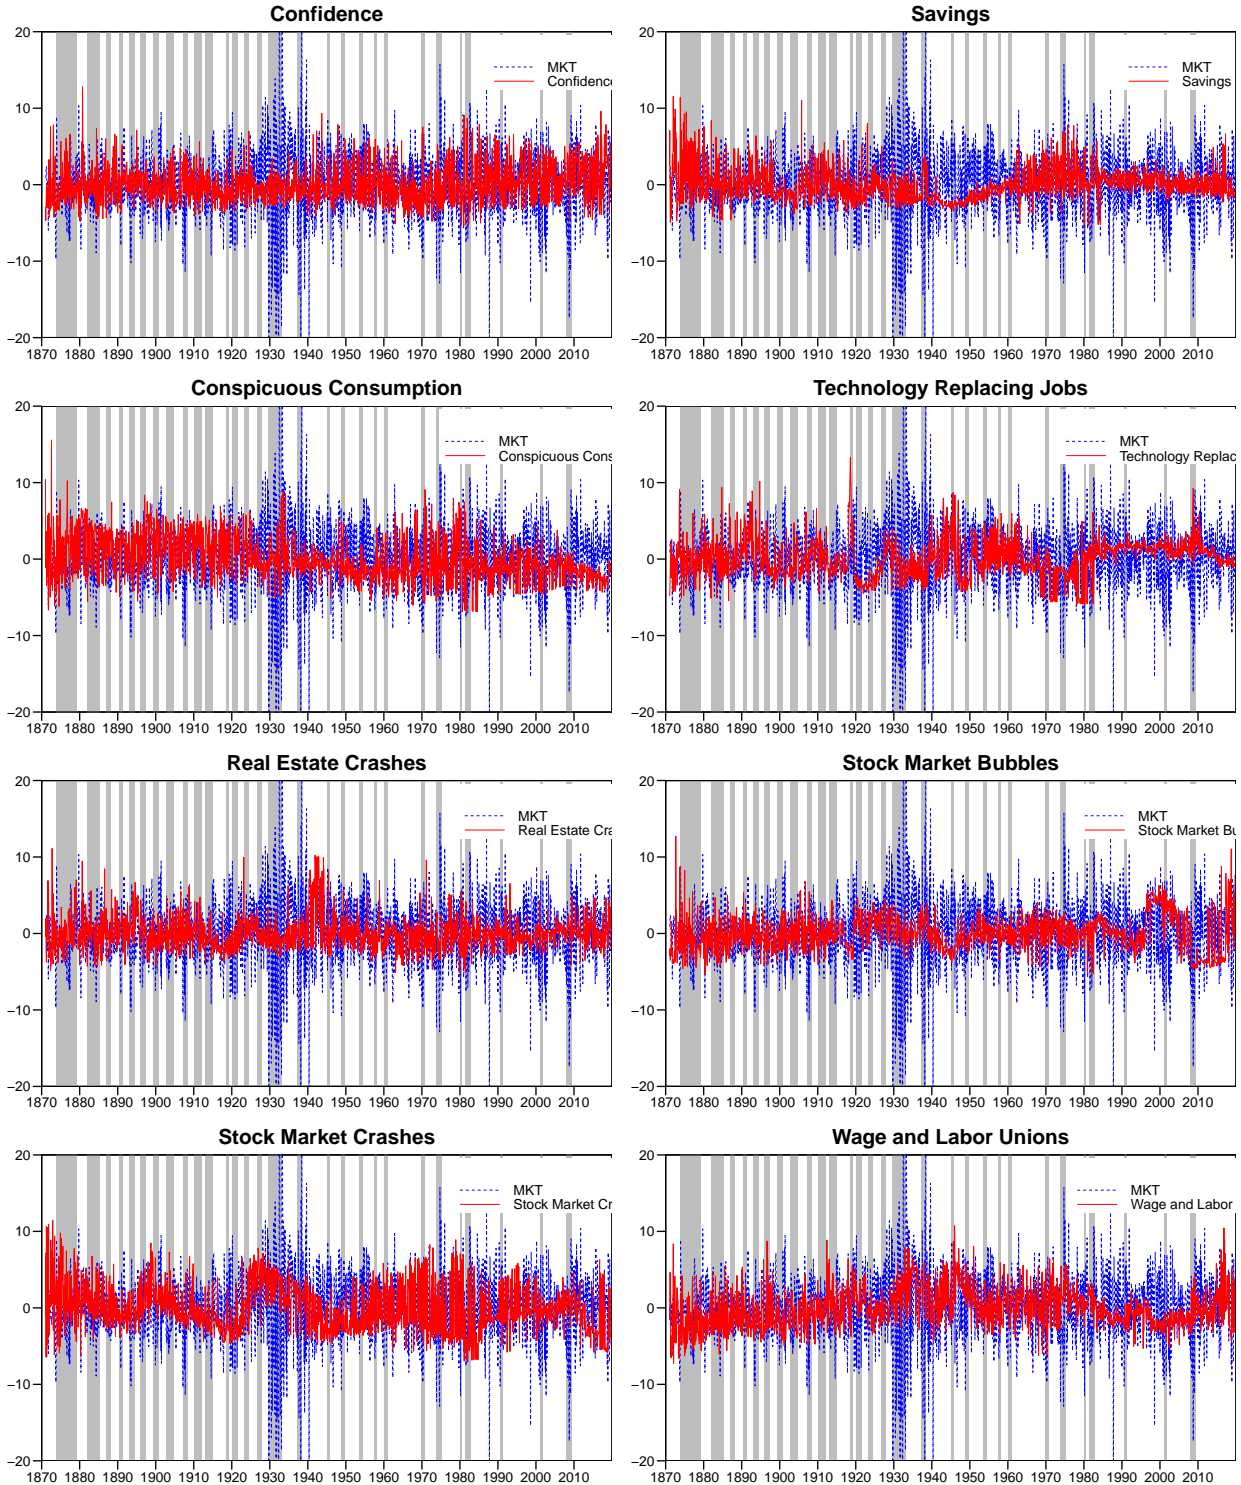 Confidence
20
10
0
−10
−20
MKT
Confidence
1870 1880 1890 1900 1910 1920 1930 1940 1950 1960 1970 1980 1990 2000 2010
Savings
20
10
0
−10
−20
MKT
Savings
1870 1880 1890 1900 1910 1920 1930 1940 1950 1960 1970 1980 1990 2000 2010
Conspicuous Consumption
20
10
0
−10
−20
MKT
Conspicuous Cons
1870 1880 1890 1900 1910 1920 1930 1940 1950 1960 1970 1980 1990 2000 2010
Technology Replacing Jobs
20
10
0
−10
−20
MKT
Technology Replac
1870 1880 1890 1900 1910 1920 1930 1940 1950 1960 1970 1980 1990 2000 2010
Real Estate Crashes
20
10
0
−10
−20
MKT
Real Estate Cra
1870 1880 1890 1900 1910 1920 1930 1940 1950 1960 1970 1980 1990 2000 2010
Stock Market Bubbles
20
10
0
−10
−20
MKT
Stock Market Bu
1870 1880 1890 1900 1910 1920 1930 1940 1950 1960 1970 1980 1990 2000 2010
Stock Market Crashes
20
10
0
−10
−20
MKT
Stock Market Cr
1870 1880 1890 1900 1910 1920 1930 1940 1950 1960 1970 1980 1990 2000 2010
Wage and Labor Unions
20
10
0
−10
−20
MKT
Wage and Labor
1870 1880 1890 1900 1910 1920 1930 1940 1950 1960 1970 1980 1990 2000 2010